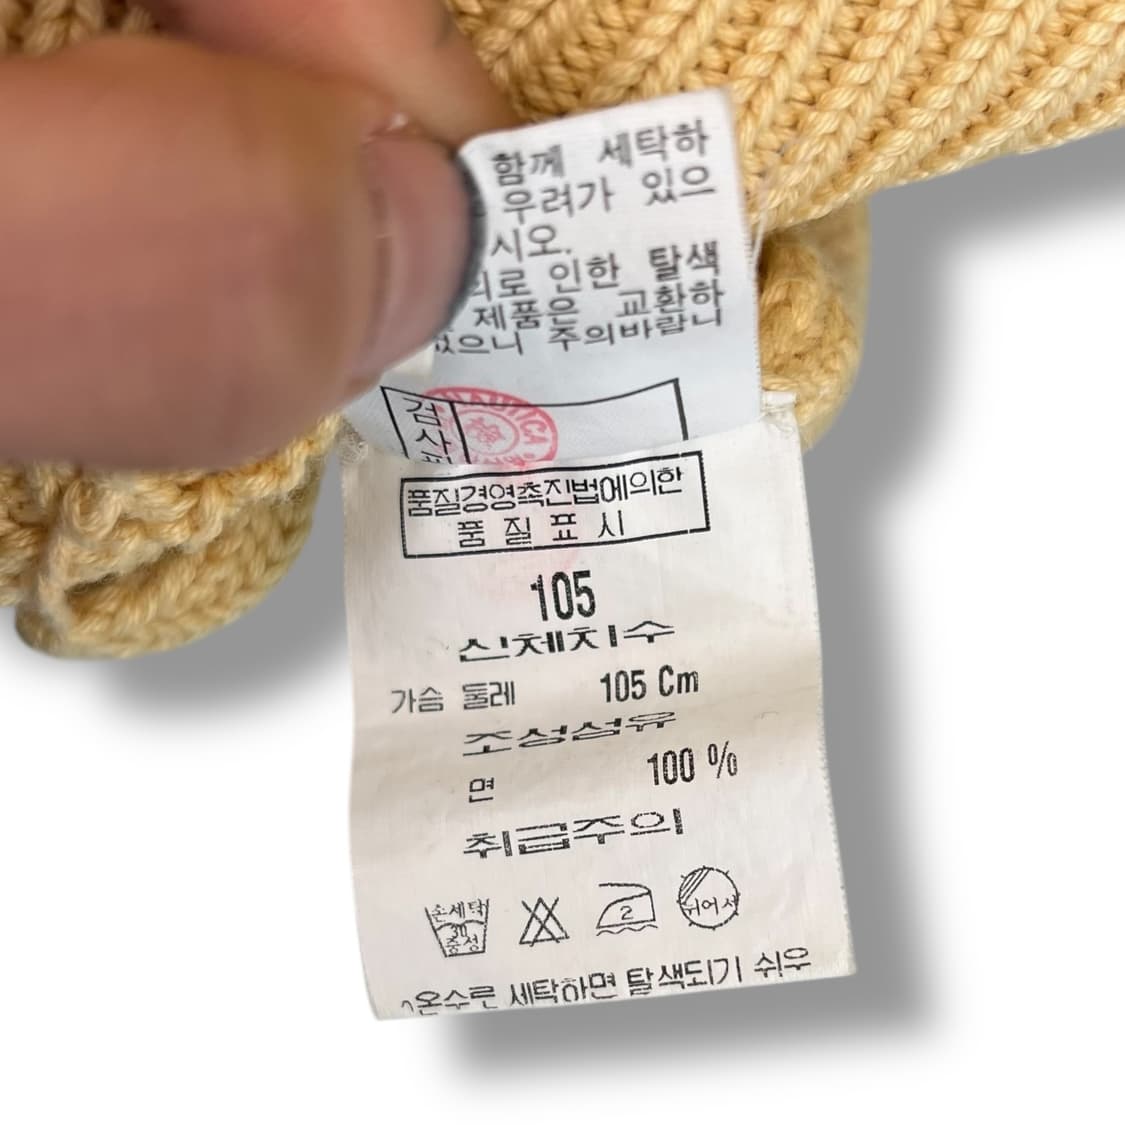 함께 세탁하
우려가 있으
시오.
로 인한 탈색
제품은 교환하
으니 주의바랍니
검사
NAUTICA
품질경영촉진법에의한
품질표시
105
신체치수
가슴 둘레 105 Cm
조성섬유
면 100 %
취급주의
손세탁
30
중성
2
뉘어서
온수로 세탁하면 탈색되기 쉬우